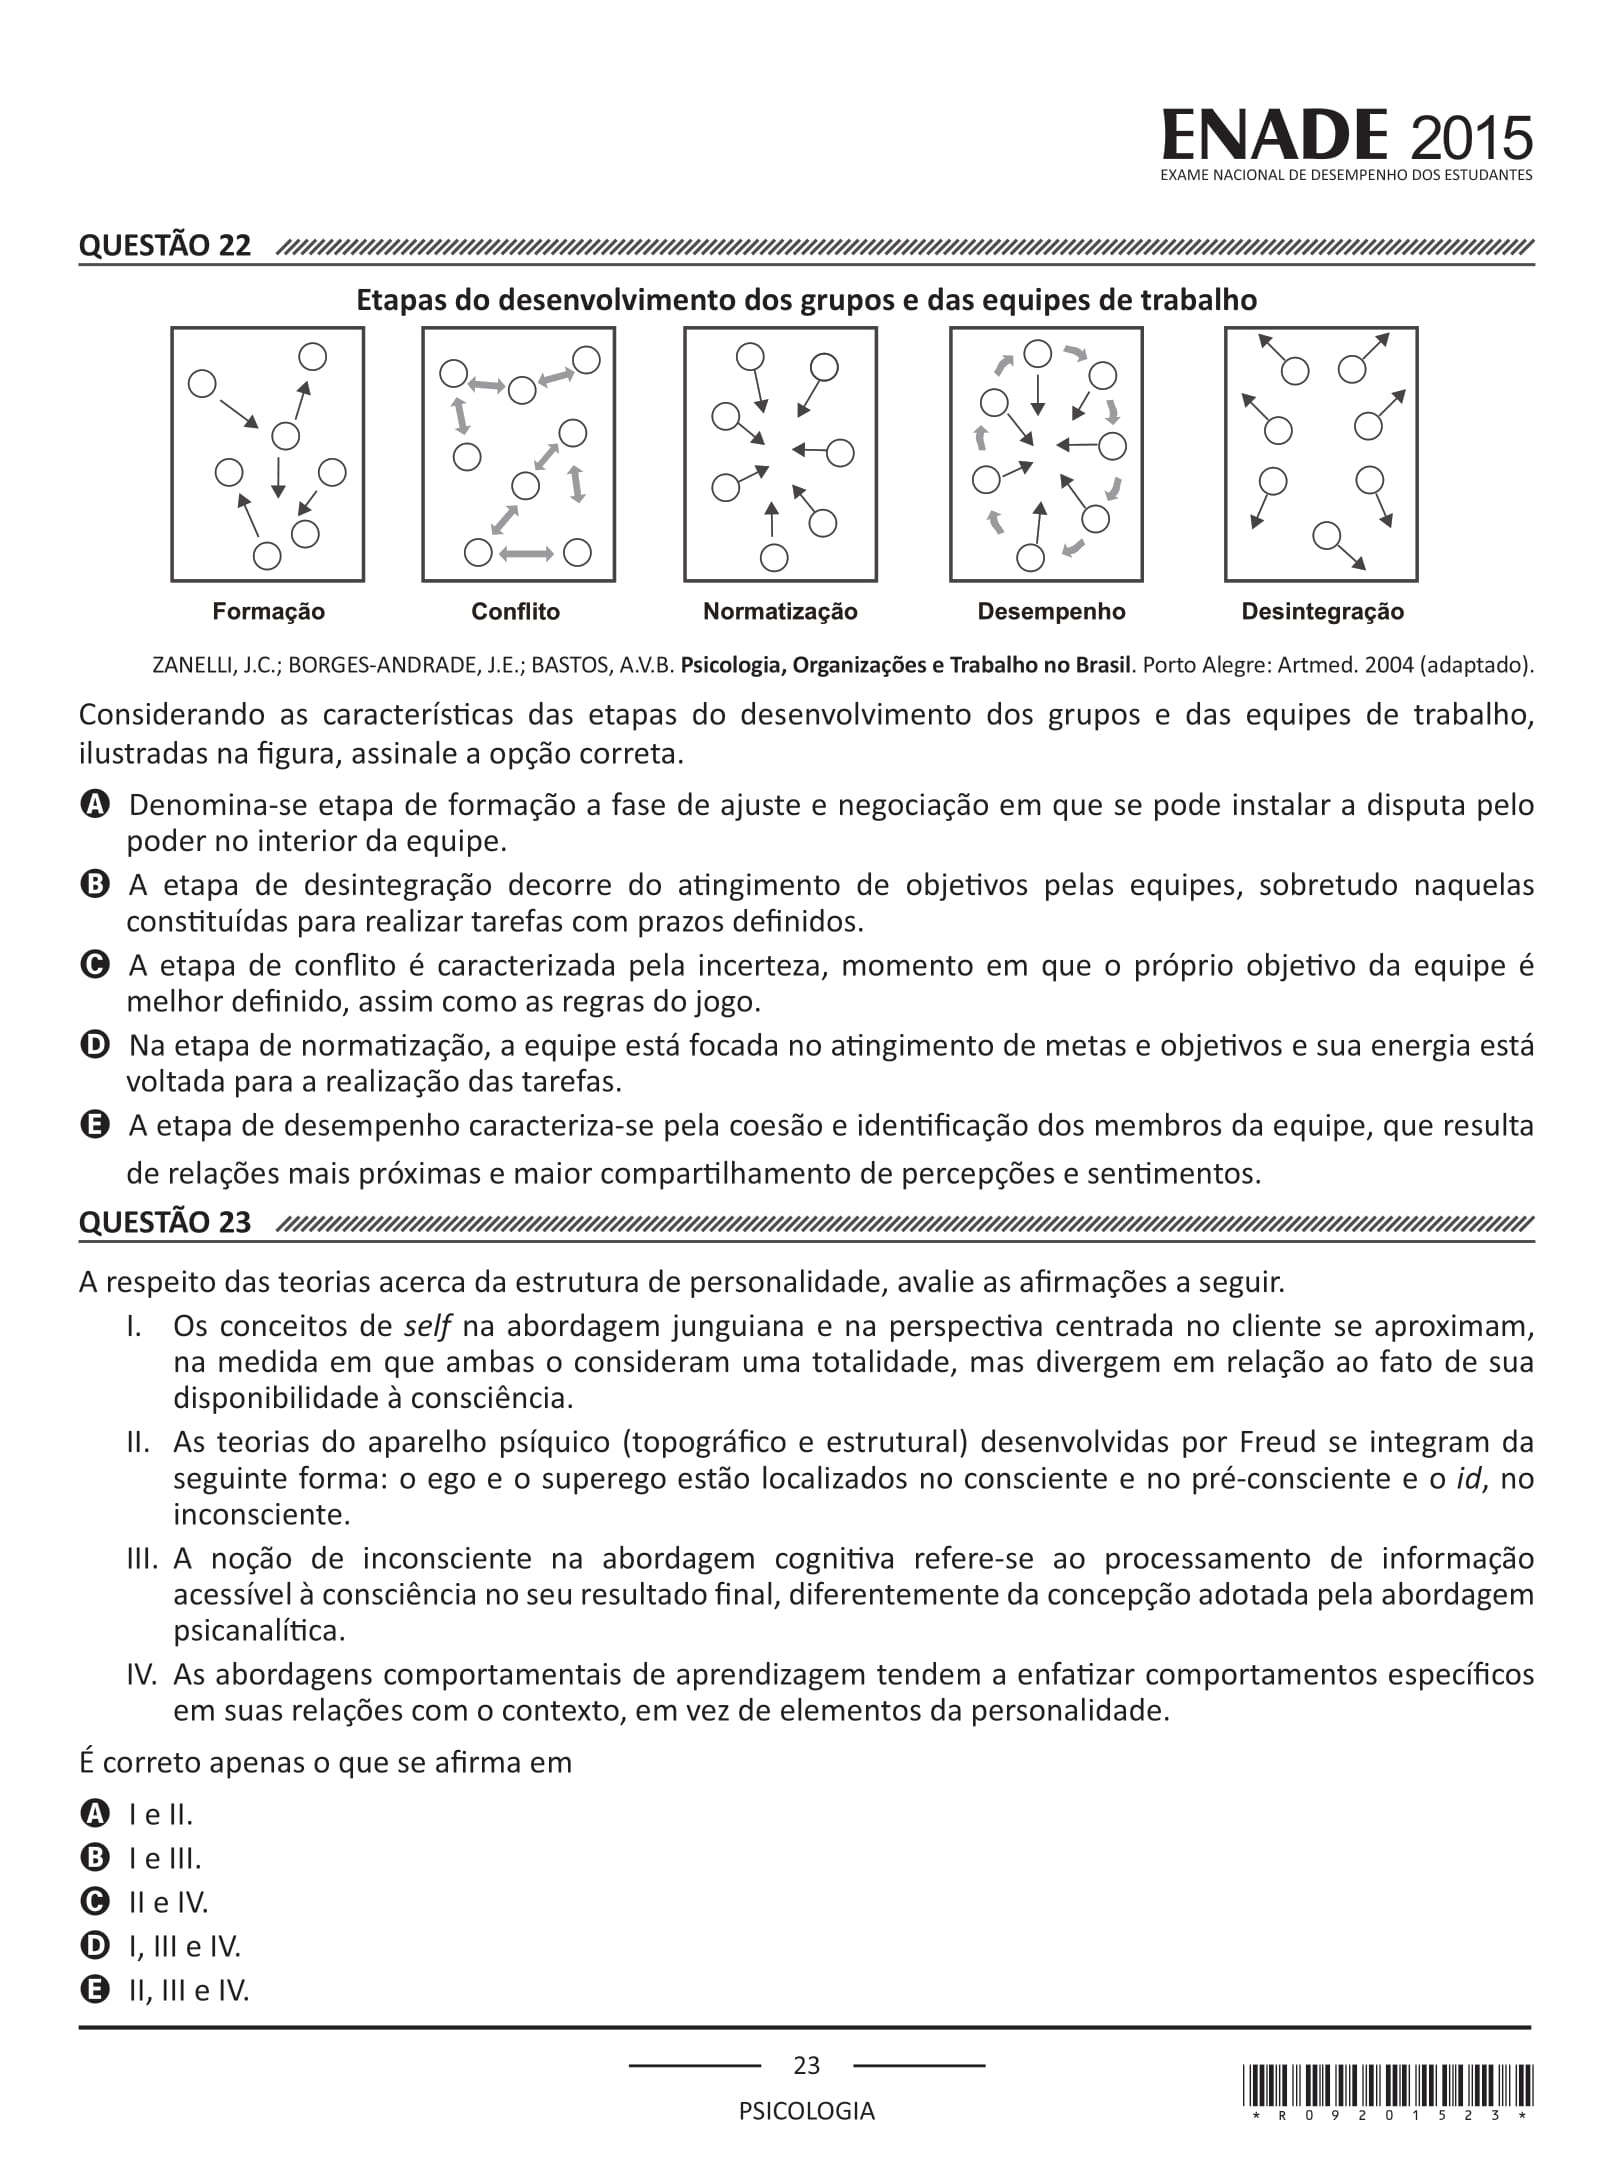 ENADE 2015
EXAME NACIONAL DE DESEMPENHO DOS ESTUDANTES
QUESTÃO 22
Etapas do desenvolvimento dos grupos e das equipes de trabalho
Formação Conflito Normatização Desempenho Desintegração
ZANELLI, J.C.; BORGES-ANDRADE, J.E.; BASTOS, A.V.B. Psicologia, Organizações e Trabalho no Brasil. Porto Alegre: Artmed. 2004 (adaptado).
Considerando as características das etapas do desenvolvimento dos grupos e das equipes de trabalho,
ilustradas na figura, assinale a opção correta.
A Denomina-se etapa de formação a fase de ajuste e negociação em que se pode instalar a disputa pelo
poder no interior da equipe.
B A etapa de desintegração decorre do atingimento de objetivos pelas equipes, sobretudo naquelas
constituídas para realizar tarefas com prazos definidos.
C A etapa de conflito é caracterizada pela incerteza, momento em que o próprio objetivo da equipe é
melhor definido, assim como as regras do jogo.
D Na etapa de normatização, a equipe está focada no atingimento de metas e objetivos e sua energia está
voltada para a realização das tarefas.
E A etapa de desempenho caracteriza-se pela coesão e identificação dos membros da equipe, que resulta
de relações mais próximas e maior compartilhamento de percepções e sentimentos.
QUESTÃO 23
A respeito das teorias acerca da estrutura de personalidade, avalie as afirmações a seguir.
I. Os conceitos de self na abordagem junguiana e na perspectiva centrada no cliente se aproximam,
na medida em que ambas o consideram uma totalidade, mas divergem em relação ao fato de sua
disponibilidade à consciência.
II. As teorias do aparelho psíquico (topográfico e estrutural) desenvolvidas por Freud se integram da
seguinte forma: o ego e o superego estão localizados no consciente e no pré-consciente e o id, no
inconsciente.
III. A noção de inconsciente na abordagem cognitiva refere-se ao processamento de informação
acessível à consciência no seu resultado final, diferentemente da concepção adotada pela abordagem
psicanalítica.
IV. As abordagens comportamentais de aprendizagem tendem a enfatizar comportamentos específicos
em suas relações com o contexto, em vez de elementos da personalidade.
É correto apenas o que se afirma em
A I e II.
B I e III.
C II e IV.
D I, III e IV.
E II, III e IV.
23
PSICOLOGIA
*R09201523*